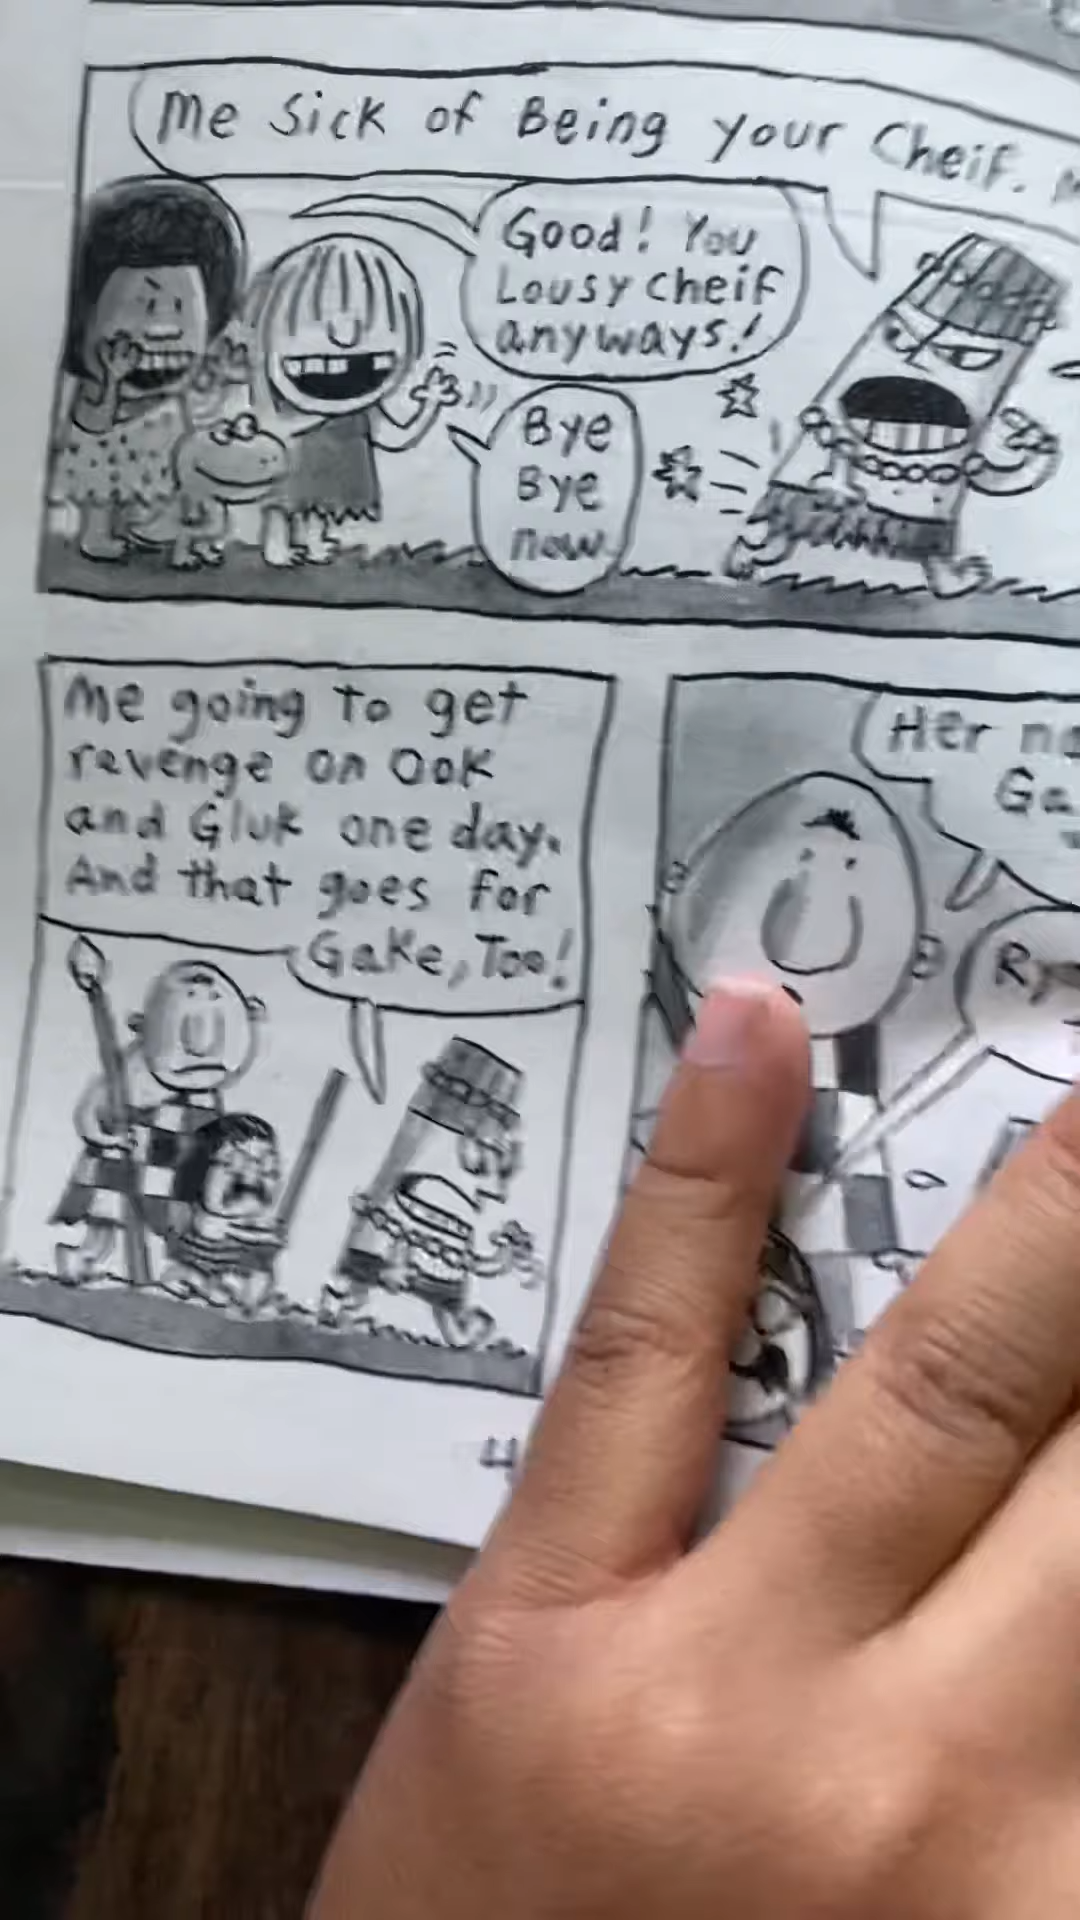 Me Sick of Being your Cheif.
Good! You
Lousy cheif
anyways!
Bye
Bye
now.
Me going to get
revenge on Ook
and Gluk one day.
And that goes for
Gake, Too!
Her